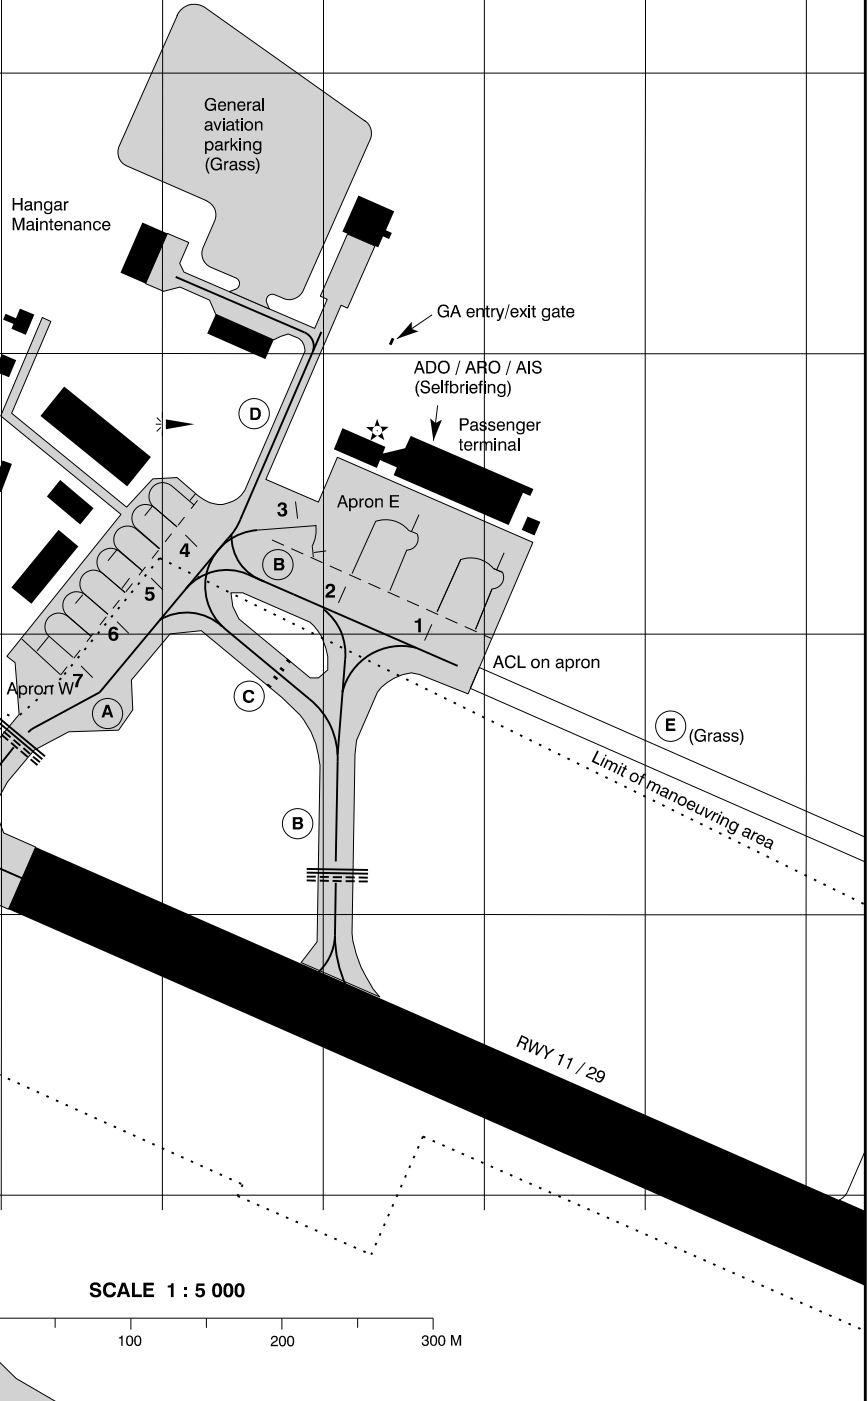 General
aviation
parking
(Grass)
Hangar
Maintenance
GA entry/exit gate
ADO / ARO / AIS
(Selfbriefing)
D
Passenger
terminal
3
Apron E
4
B
5
2
6
1
7
Apron W
ACL on apron
C
A
E
(Grass)
Limit of manoeuvring area
B
RWY 11 / 29
SCALE 1 : 5 000
100
200
300 M